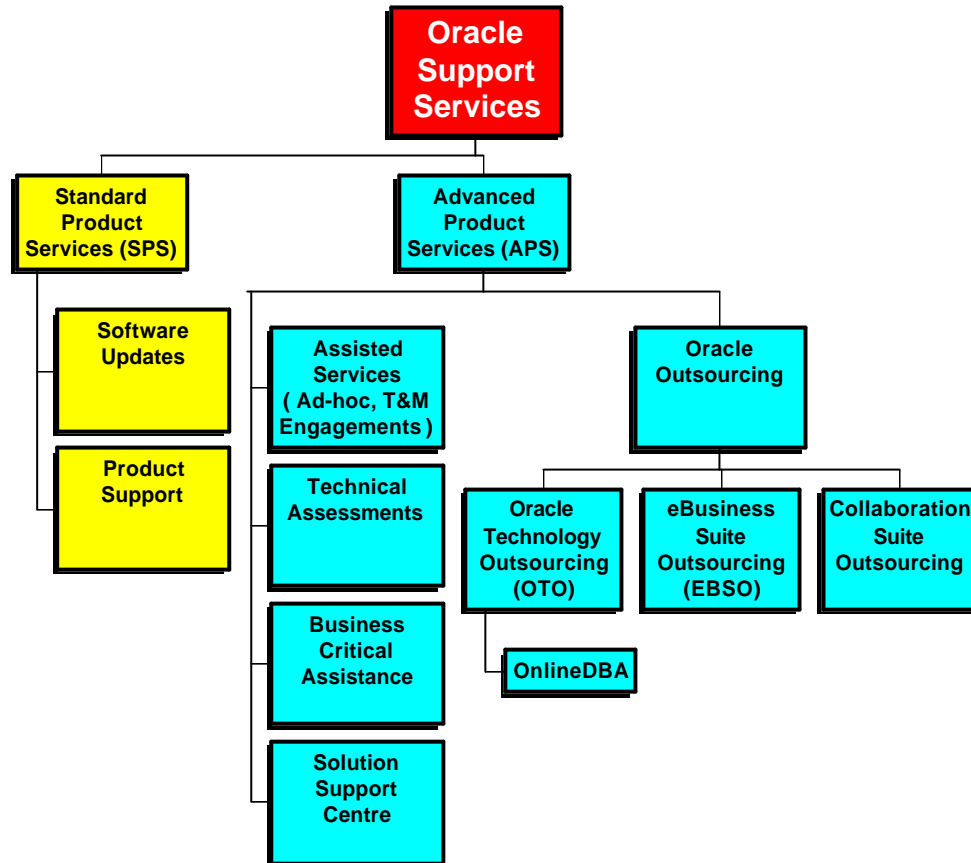 Oracle
Support
Services
Standard
Product
Services (SPS)
Advanced
Product
Services (APS)
Software
Updates
Product
Support
Assisted
Services
( Ad-hoc, T&M
Engagements )
Technical
Assessments
Business
Critical
Assistance
Solution
Support
Centre
Oracle
Outsourcing
Oracle
Technology
Outsourcing
(OTO)
eBusiness
Suite
Outsourcing
(EBSO)
Collaboration
Suite
Outsourcing
OnlineDBA